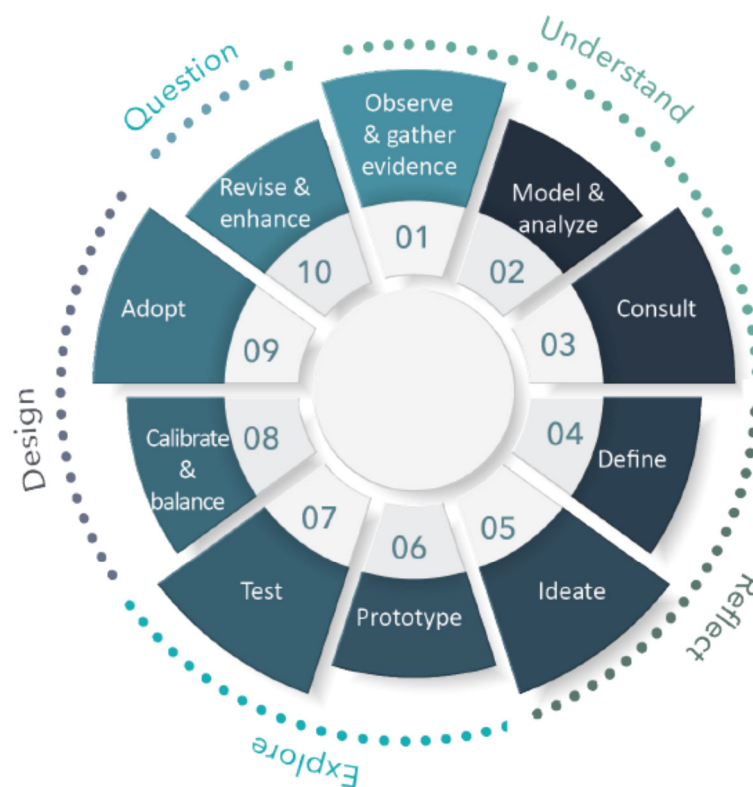 Question
Understand
Observe
& gather
evidence
01
Model &
analyze
02
Consult
03
Define
04
Ideate
05
Prototype
06
Test
07
Calibrate
&
balance
08
Adopt
09
Revise &
enhance
10
Reflect
Explore
Design